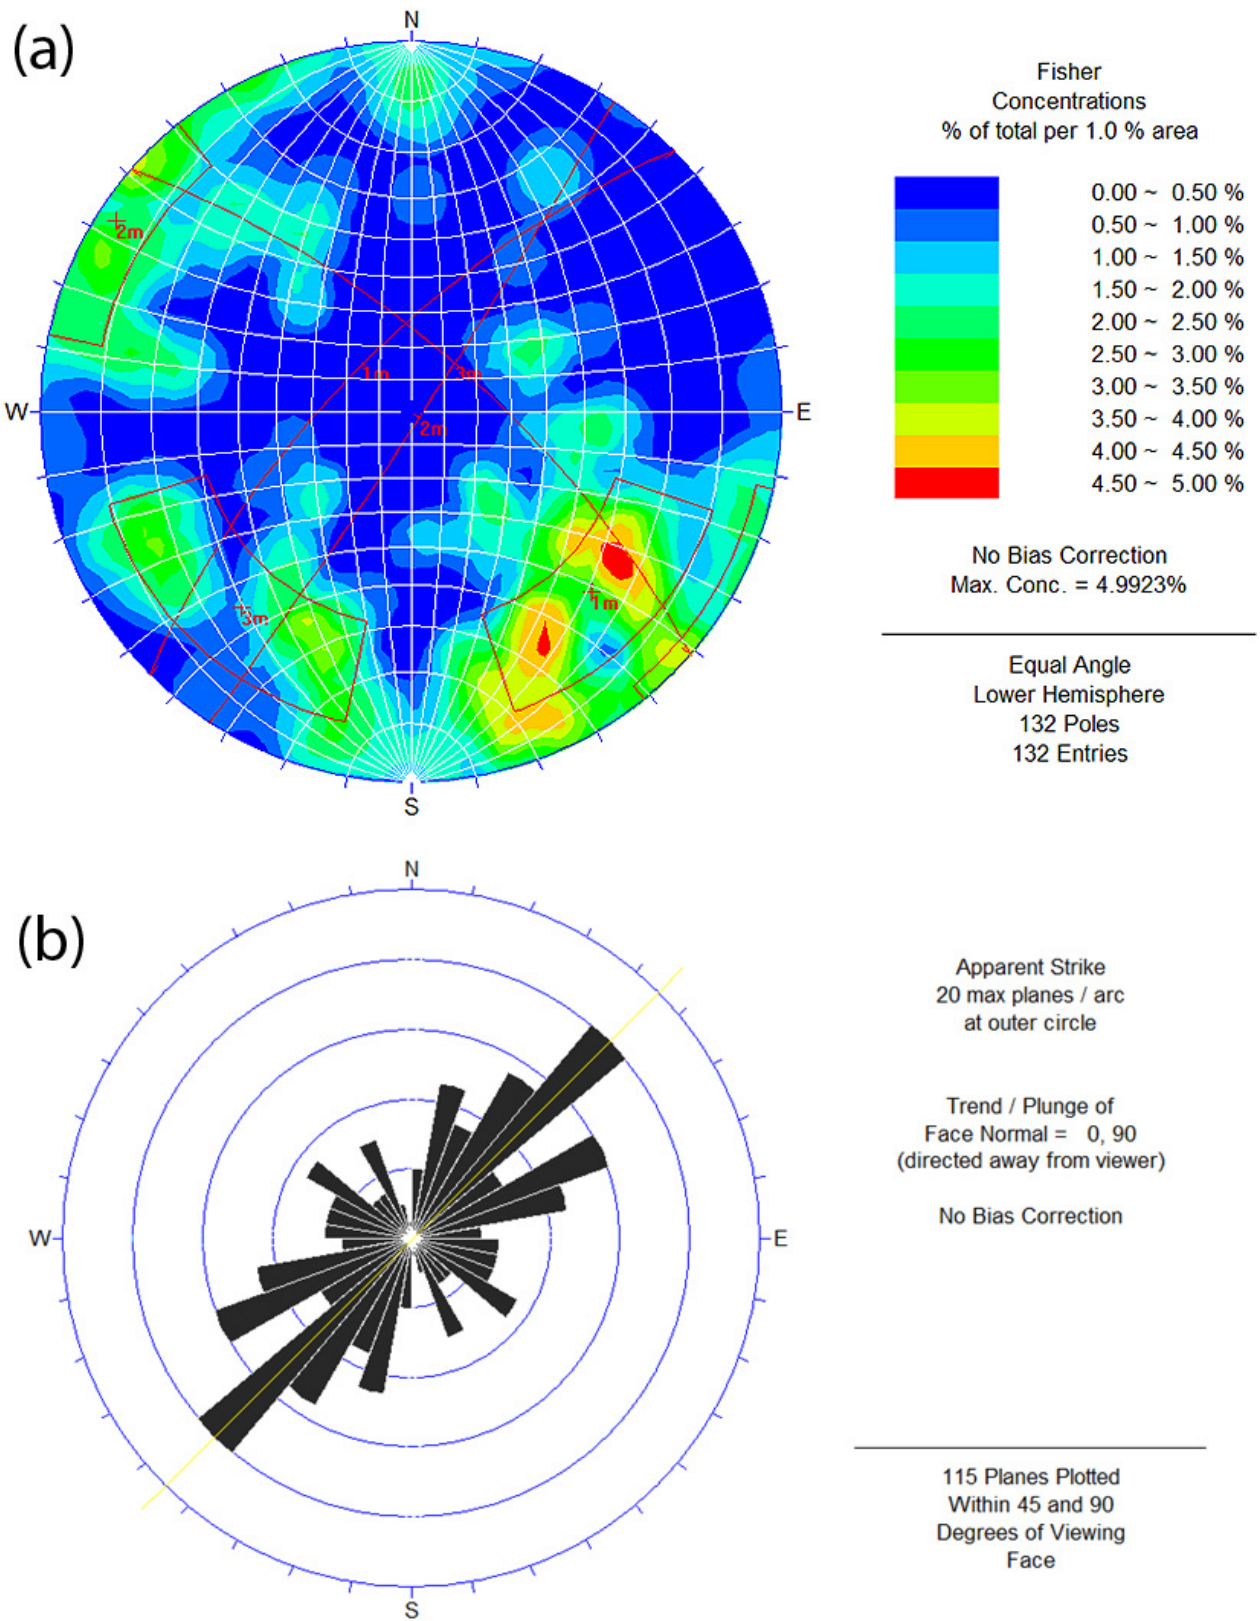 (a)
N
W
E
S
2m
1m
3m
2m
3m
1m
Fisher
Concentrations
% of total per 1.0 % area
0.00 ~ 0.50 %
0.50 ~ 1.00 %
1.00 ~ 1.50 %
1.50 ~ 2.00 %
2.00 ~ 2.50 %
2.50 ~ 3.00 %
3.00 ~ 3.50 %
3.50 ~ 4.00 %
4.00 ~ 4.50 %
4.50 ~ 5.00 %
No Bias Correction
Max. Conc. = 4.9923%
Equal Angle
Lower Hemisphere
132 Poles
132 Entries
(b)
N
W
E
S
Apparent Strike
20 max planes / arc
at outer circle
Trend / Plunge of
Face Normal = 0, 90
(directed away from viewer)
No Bias Correction
115 Planes Plotted
Within 45 and 90
Degrees of Viewing
Face